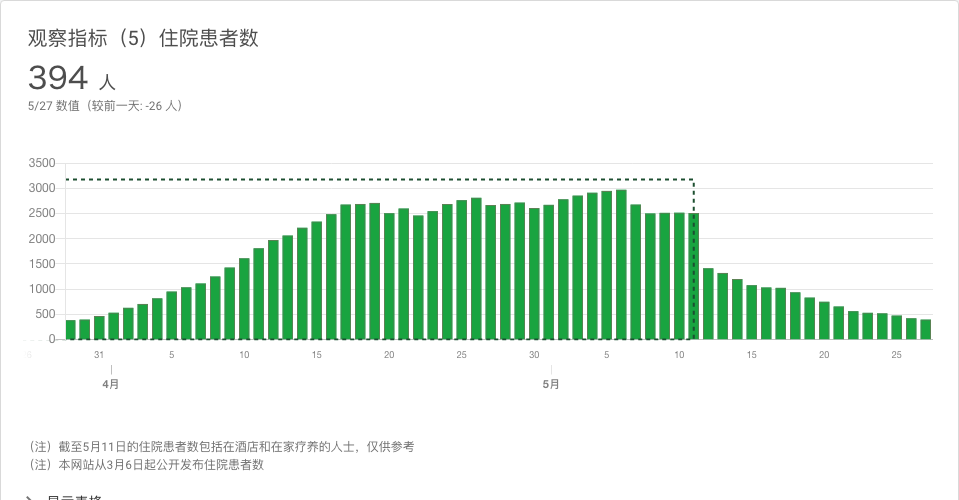 观察指标（5）住院患者数
394 人
5/27 数值（较前一天: -26 人）
3500
3000
2500
2000
1500
1000
500
0
31 5 10 15 20 25 30 5 10 15 20 25
4月 5月
（注）截至5月11日的住院患者数包括在酒店和在家疗养的人士，仅供参考
（注）本网站从3月6日起公开发布住院患者数
显示表格